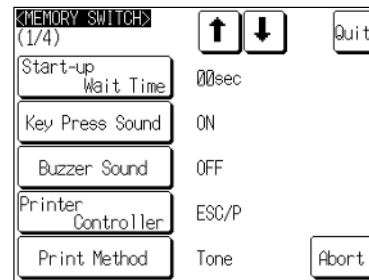 <MEMORY SWITCH>
(1/4)
Quit
Start-up
Wait Time
00sec
Key Press Sound
ON
Buzzer Sound
OFF
Printer
Controller
ESC/P
Print Method
Tone
Abort